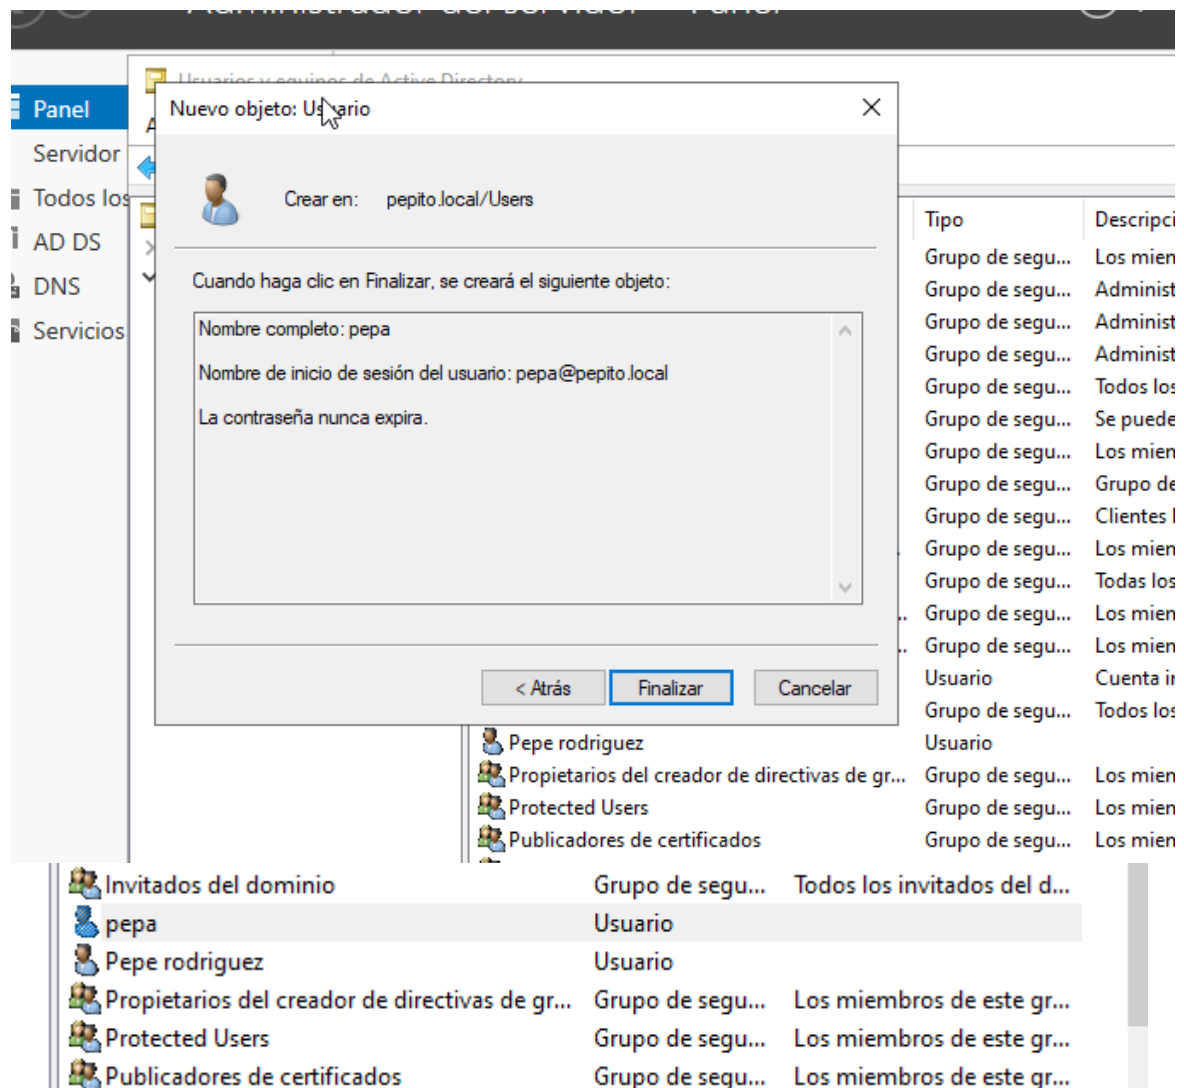 Administrador del servidor
Panel
Usuarios y equipos de Active Directory
Panel
Servidor
Todos los
AD DS
DNS
Servicios
Nuevo objeto: Usuario
Crear en: pepito.local/Users
Cuando haga clic en Finalizar, se creará el siguiente objeto:
Nombre completo: pepa
Nombre de inicio de sesión del usuario: pepa@pepito.local
La contraseña nunca expira.
< Atrás Finalizar Cancelar
Tipo Descripci
Grupo de segu... Los mien
Grupo de segu... Administ
Grupo de segu... Administ
Grupo de segu... Administ
Grupo de segu... Todos los
Grupo de segu... Se puede
Grupo de segu... Los mien
Grupo de segu... Grupo de
Grupo de segu... Clientes
Grupo de segu... Los mien
Grupo de segu... Todas los
Grupo de segu... Los mien
Grupo de segu... Los mien
Usuario Cuenta in
Grupo de segu... Todos los
Pepe rodriguez Usuario
Propietarios del creador de directivas de gr... Grupo de segu... Los mien
Protected Users Grupo de segu... Los mien
Publicadores de certificados Grupo de segu... Los mien
Invitados del dominio Grupo de segu... Todos los invitados del d...
pepa Usuario
Pepe rodriguez Usuario
Propietarios del creador de directivas de gr... Grupo de segu... Los miembros de este gr...
Protected Users Grupo de segu... Los miembros de este gr...
Publicadores de certificados Grupo de segu... Los miembros de este gr...